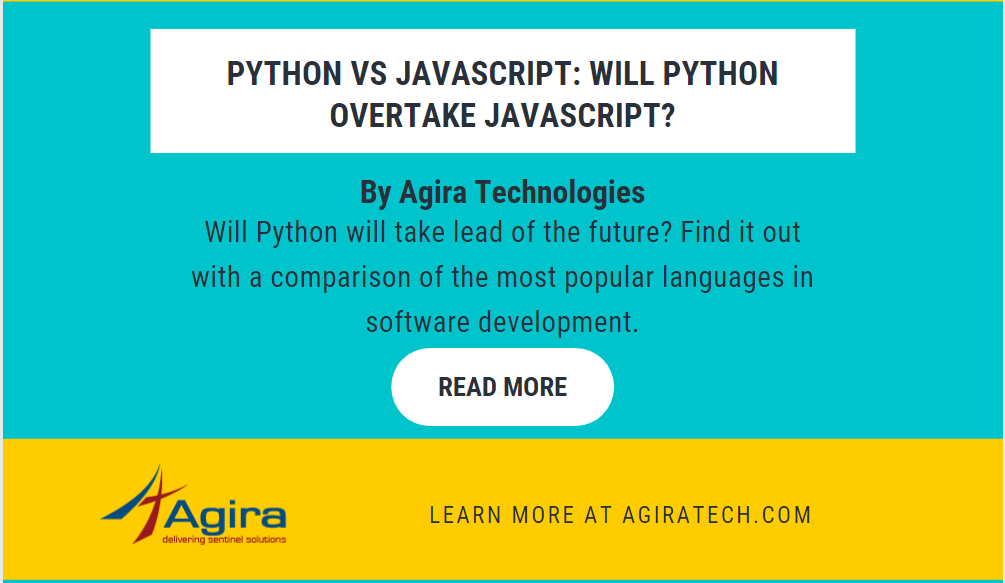 PYTHON VS JAVASCRIPT: WILL PYTHON
OVERTAKE JAVASCRIPT?
By Agira Technologies
Will Python will take lead of the future? Find it out
with a comparison of the most popular languages in
software development.
READ MORE
Agira
delivering sentinel solutions
LEARN MORE AT AGIRATECH.COM